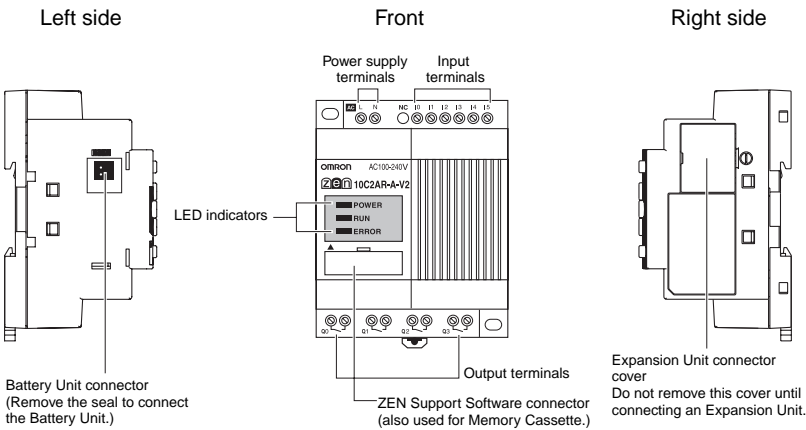 Left side
Front
Right side
Power supply
terminals
Input
terminals
AC L N NC I0 I1 I2 I3 I4 I5
OMRON AC100-240V
zen 10C2AR-A-V2
LED indicators
POWER
RUN
ERROR
Q0 Q1 Q2 Q3
Output terminals
ZEN Support Software connector
(also used for Memory Cassette.)
Battery Unit connector
(Remove the seal to connect
the Battery Unit.)
Expansion Unit connector
cover
Do not remove this cover until
connecting an Expansion Unit.